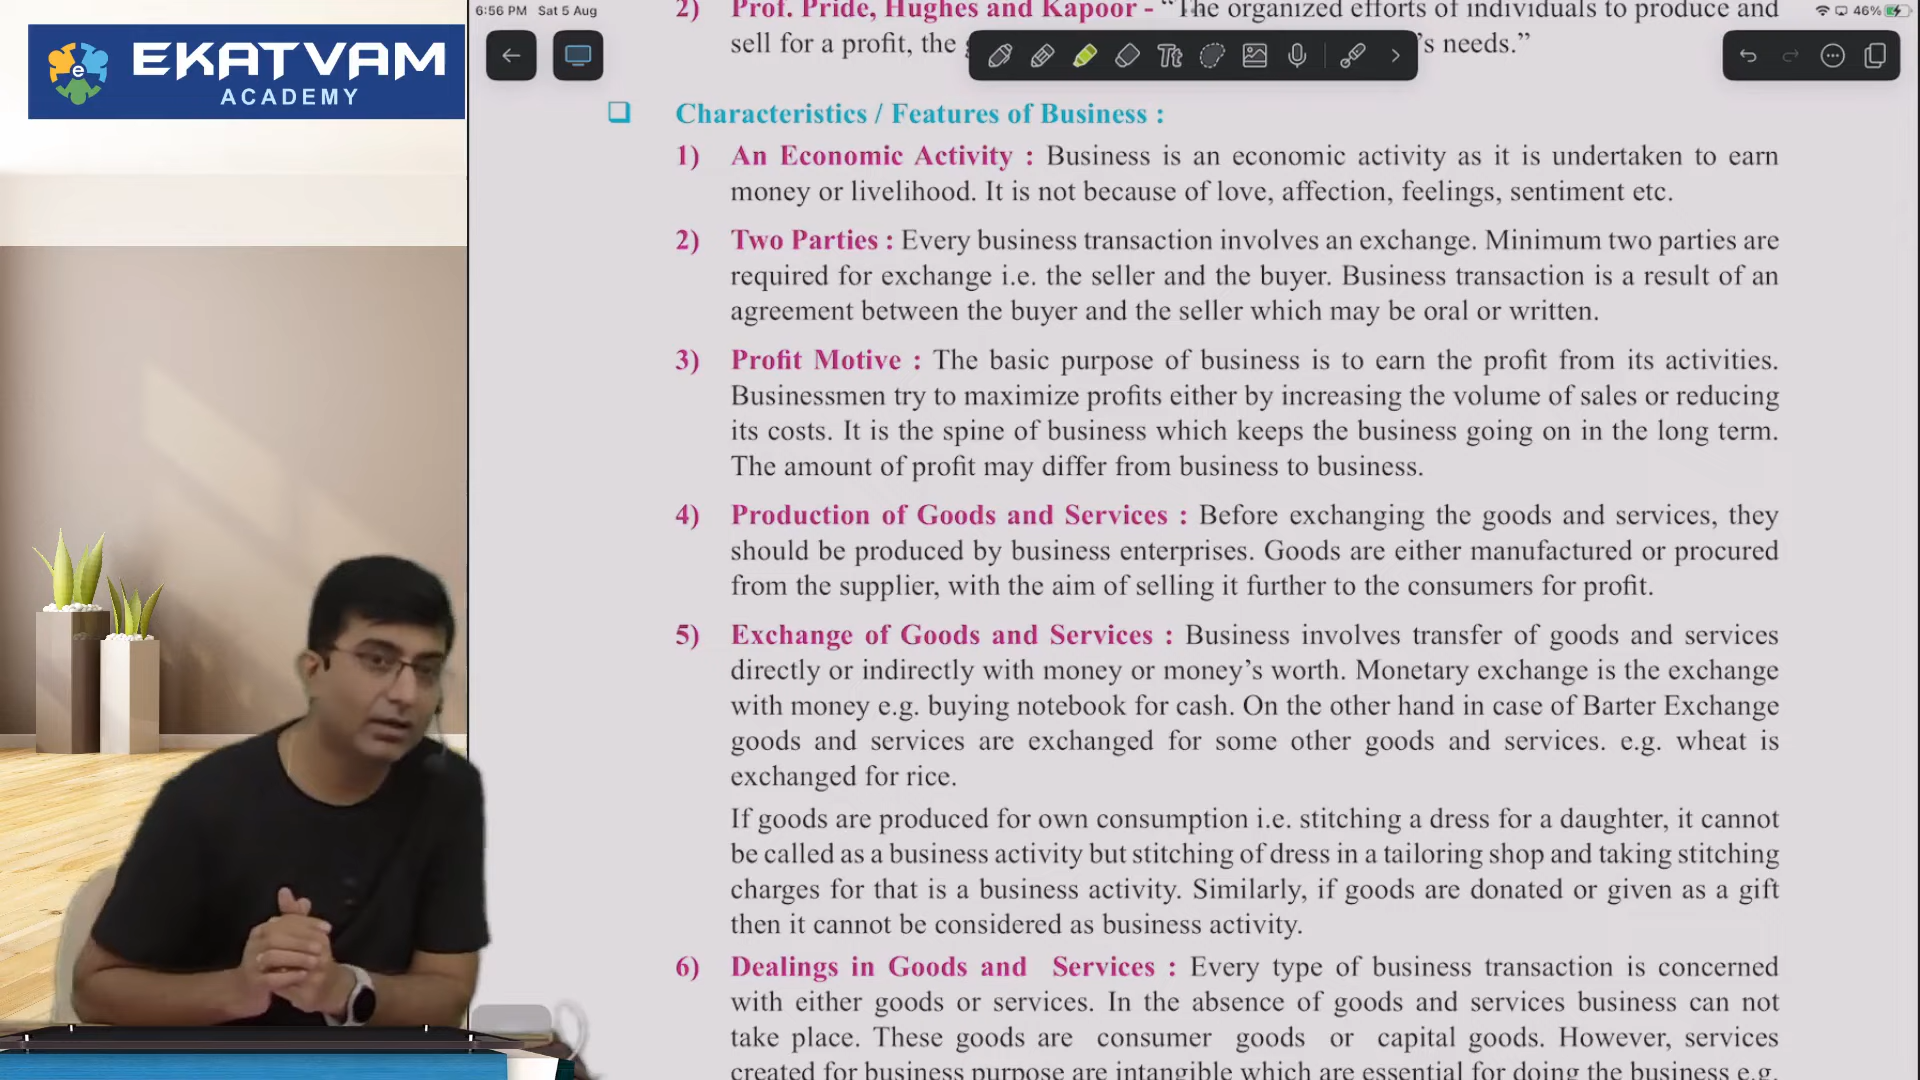 6:56 PM Sat 5 Aug
46%
EKATVAM
ACADEMY
2) Prof. Pride, Hughes and Kapoor - “The organized efforts of individuals to produce and
sell for a profit, the
’s needs.”
Tt
Characteristics / Features of Business :
1) An Economic Activity : Business is an economic activity as it is undertaken to earn
money or livelihood. It is not because of love, affection, feelings, sentiment etc.
2) Two Parties : Every business transaction involves an exchange. Minimum two parties are
required for exchange i.e. the seller and the buyer. Business transaction is a result of an
agreement between the buyer and the seller which may be oral or written.
3) Profit Motive : The basic purpose of business is to earn the profit from its activities.
Businessmen try to maximize profits either by increasing the volume of sales or reducing
its costs. It is the spine of business which keeps the business going on in the long term.
The amount of profit may differ from business to business.
4) Production of Goods and Services : Before exchanging the goods and services, they
should be produced by business enterprises. Goods are either manufactured or procured
from the supplier, with the aim of selling it further to the consumers for profit.
5) Exchange of Goods and Services : Business involves transfer of goods and services
directly or indirectly with money or money’s worth. Monetary exchange is the exchange
with money e.g. buying notebook for cash. On the other hand in case of Barter Exchange
goods and services are exchanged for some other goods and services. e.g. wheat is
exchanged for rice.
If goods are produced for own consumption i.e. stitching a dress for a daughter, it cannot
be called as a business activity but stitching of dress in a tailoring shop and taking stitching
charges for that is a business activity. Similarly, if goods are donated or given as a gift
then it cannot be considered as business activity.
6) Dealings in Goods and Services : Every type of business transaction is concerned
with either goods or services. In the absence of goods and services business can not
take place. These goods are consumer goods or capital goods. However, services
created for business purpose are intangible which are essential for doing the business e.g.